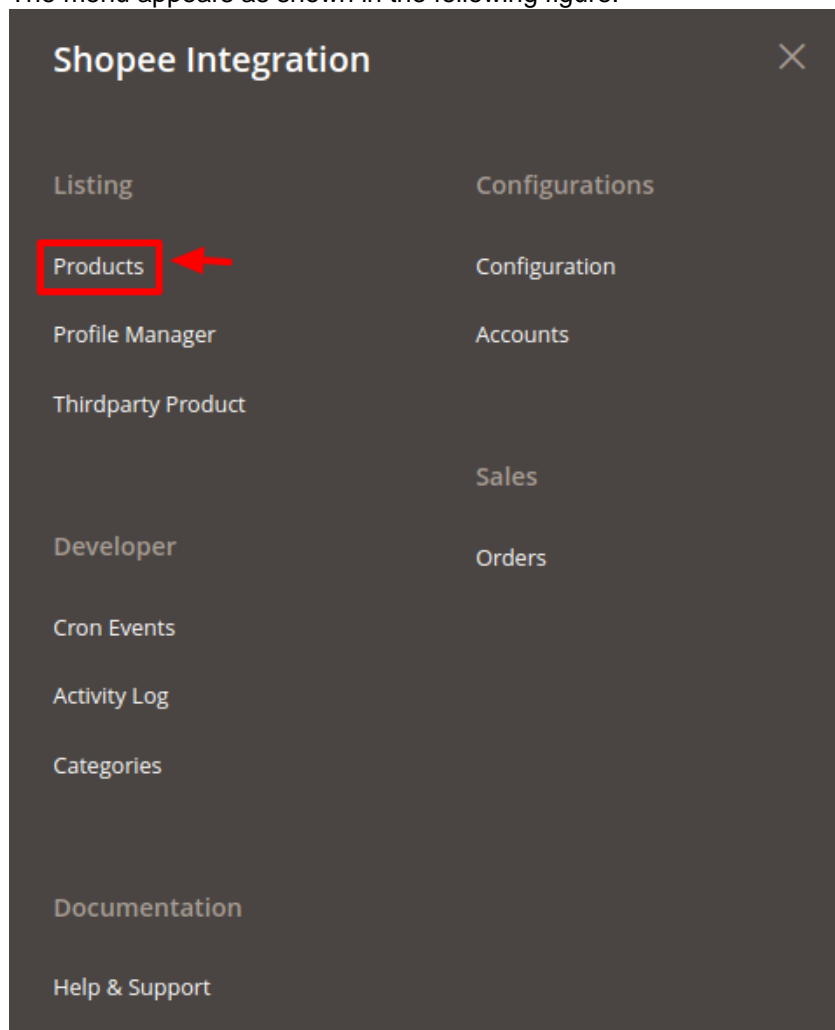 The menu appears as shown in the following figure:
Shopee Integration
Listing
Products
Profile Manager
Thirdparty Product
Developer
Cron Events
Activity Log
Categories
Documentation
Help & Support
Configurations
Configuration
Accounts
Sales
Orders